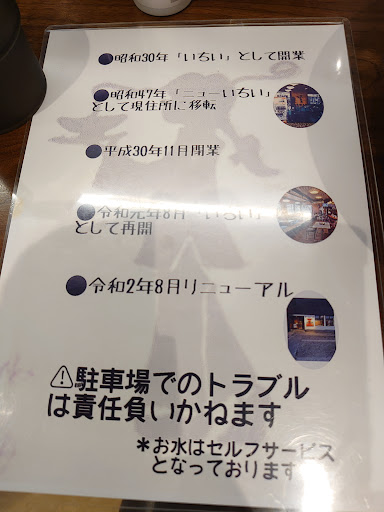 ●昭和30年「いちい」として開業
●昭和47年「ニューいちい」
として現住所に移転
●平成30年11月閉業
●令和元年8月「いちい」
として再開
●令和2年8月リニューアル
⚠駐車場でのトラブル
は責任負いかねます
*お水はセルフサービス
となっております